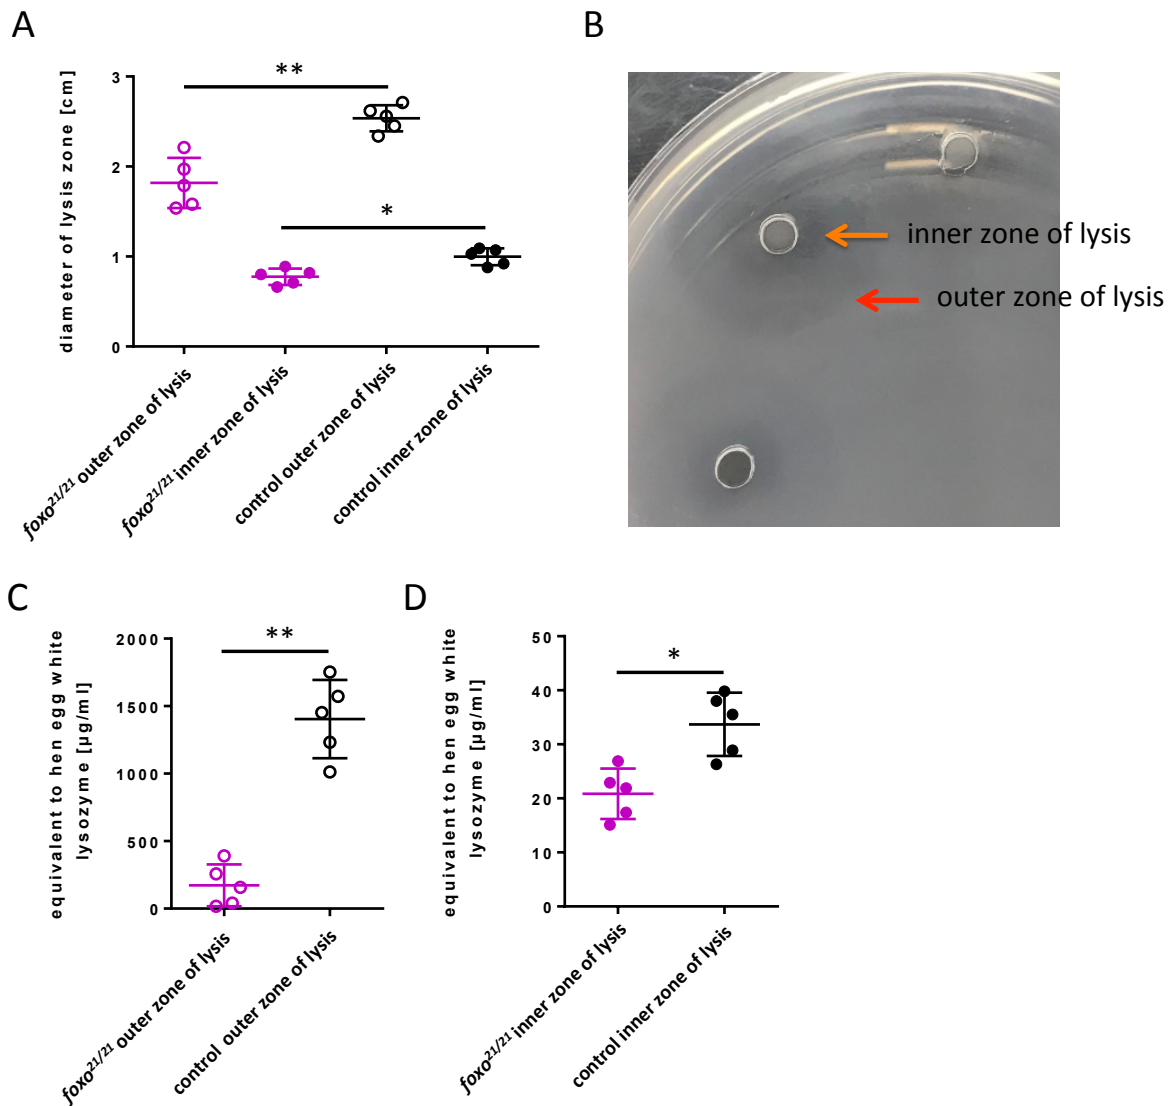 A
B
**
*
3
2
1
0
diameter of lysis zone [cm]
foxo21/21 outer zone of lysis
foxo21/21 inner zone of lysis
control outer zone of lysis
control inner zone of lysis
inner zone of lysis
outer zone of lysis
C
D
**
2000
1500
1000
500
0
equivalent to hen egg white
lysozyme [µg/ml]
foxo21/21 outer zone of lysis
control outer zone of lysis
*
50
40
30
20
10
0
equivalent to hen egg white
lysozyme [µg/ml]
foxo21/21 inner zone of lysis
control inner zone of lysis